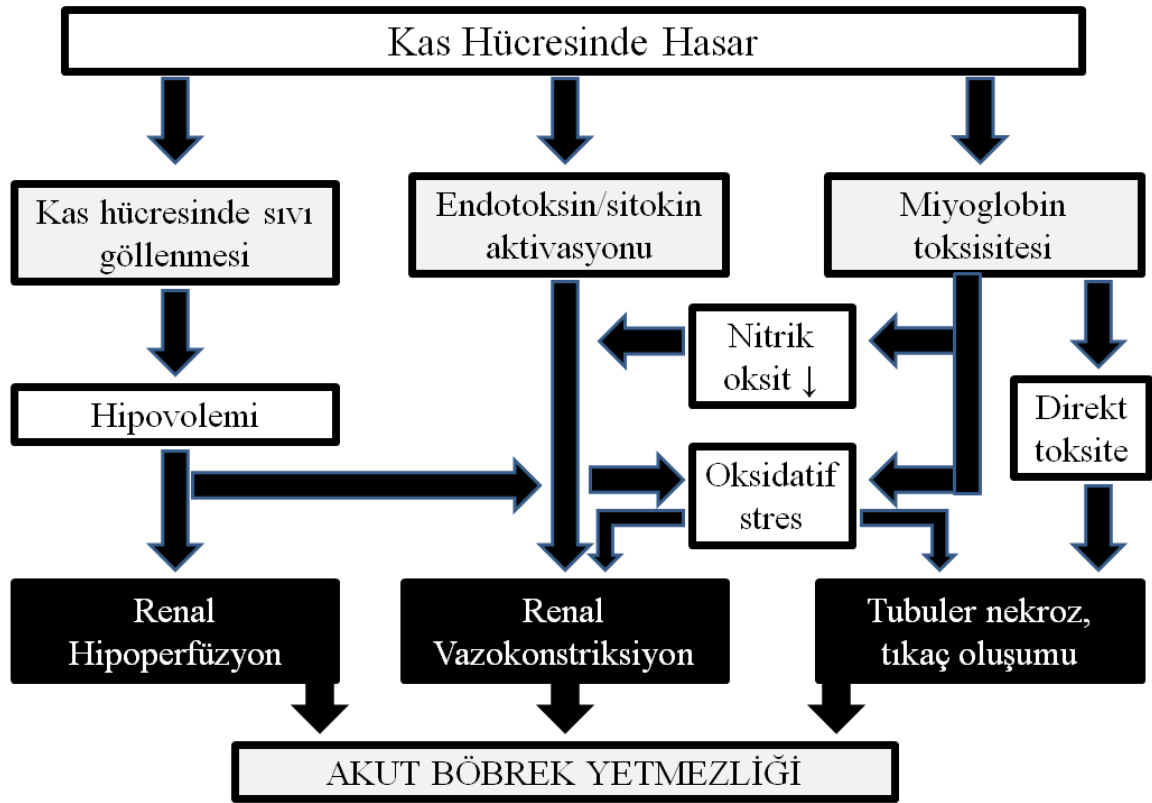 Kas Hücresinde Hasar
Kas hücresinde sıvı
göllenmesi
Endotoksin/sitokin
aktivasyonu
Miyoglobin
toksisitesi
Nitrik
oksit ↓
Hipovolemi
Direkt
toksite
Oksidatif
stres
Renal
Hipoperfüzyon
Renal
Vazokonstriksiyon
Tubuler nekroz,
tıkaç oluşumu
AKUT BÖBREK YETMEZLİĞİ